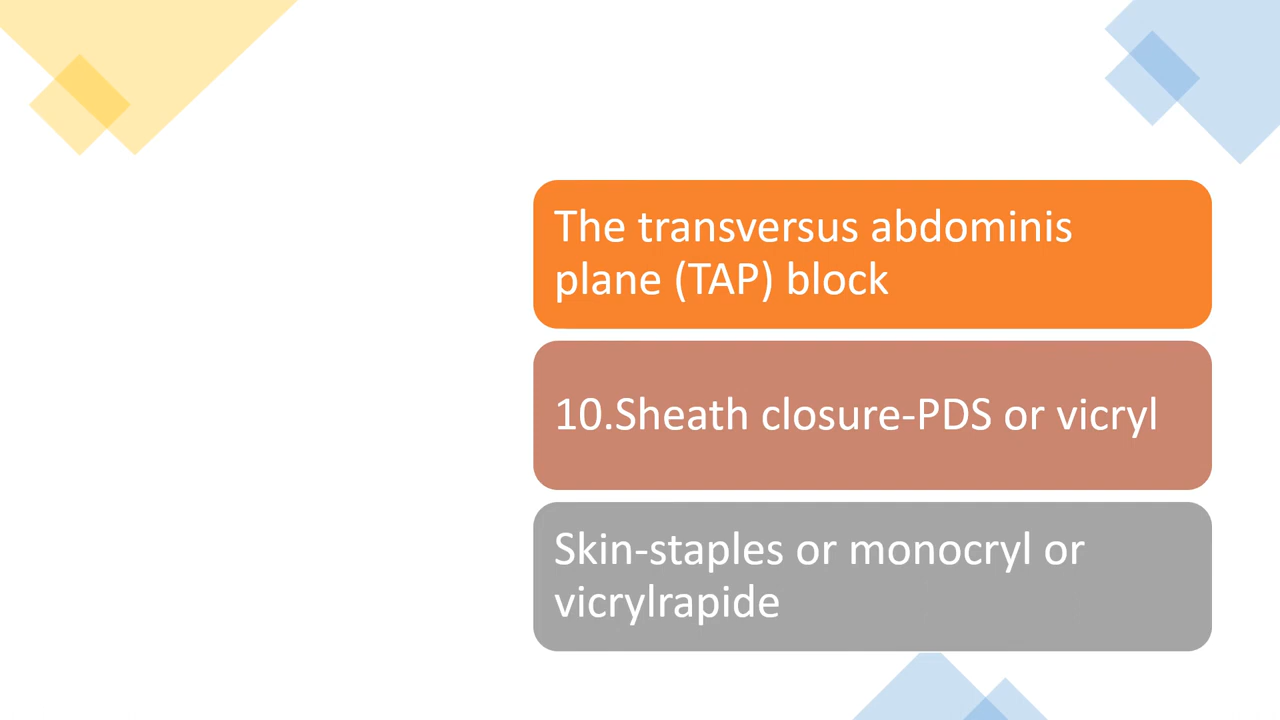 The transversus abdominis
plane (TAP) block
10.Sheath closure-PDS or vicryl
Skin-staples or monocryl or
vicrylrapide